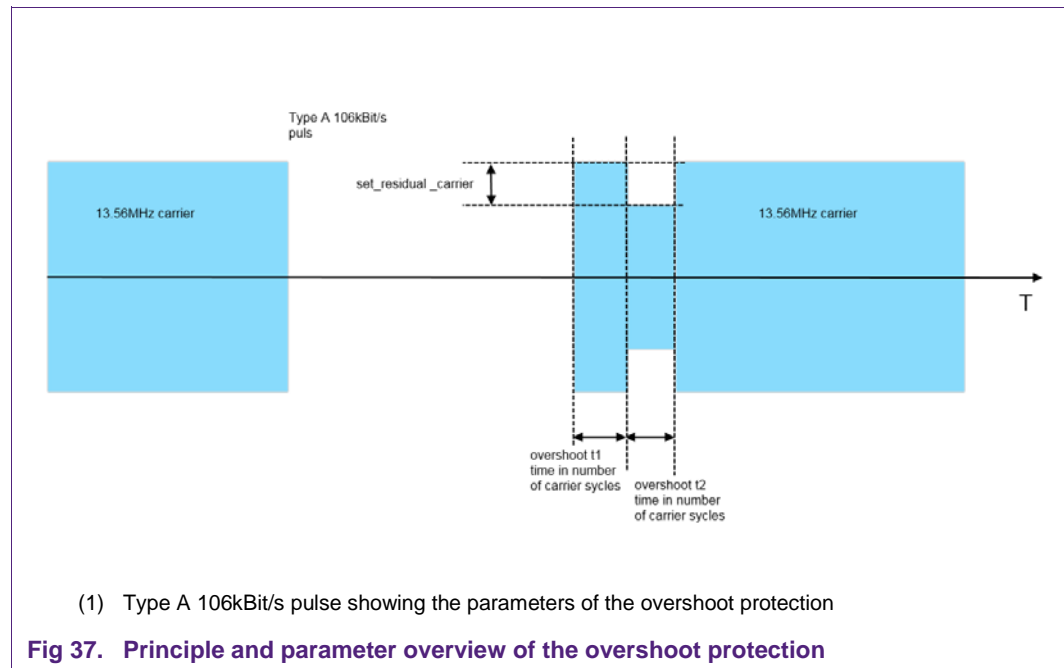 Type A 106kBit/s
puls
set_residual _carrier
13.56MHz carrier
13.56MHz carrier
T
overshoot t1
time in number
of carrier sycles
overshoot t2
time in number
of carrier sycles
(1) Type A 106kBit/s pulse showing the parameters of the overshoot protection
Fig 37. Principle and parameter overview of the overshoot protection